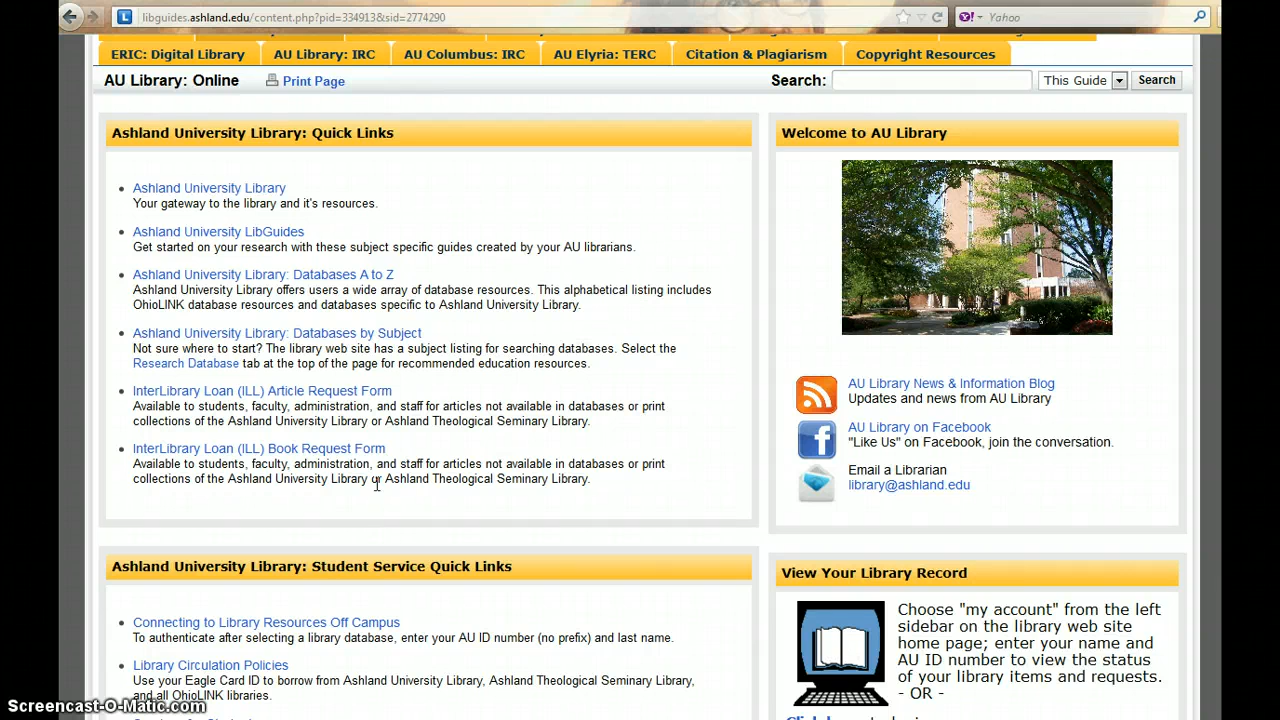 libguides.ashland.edu/content.php?pid=334913&sid=2774290
Yahoo
ERIC: Digital Library
AU Library: IRC
AU Columbus: IRC
AU Elyria: TERC
Citation & Plagiarism
Copyright Resources
AU Library: Online
Print Page
Search:
This Guide
Search
Ashland University Library: Quick Links
Ashland University Library
Your gateway to the library and it's resources.
Ashland University LibGuides
Get started on your research with these subject specific guides created by your AU librarians.
Ashland University Library: Databases A to Z
Ashland University Library offers users a wide array of database resources. This alphabetical listing includes
OhioLINK database resources and databases specific to Ashland University Library.
Ashland University Library: Databases by Subject
Not sure where to start? The library web site has a subject listing for searching databases. Select the
Research Database tab at the top of the page for recommended education resources.
InterLibrary Loan (ILL) Article Request Form
Available to students, faculty, administration, and staff for articles not available in databases or print
collections of the Ashland University Library or Ashland Theological Seminary Library.
InterLibrary Loan (ILL) Book Request Form
Available to students, faculty, administration, and staff for articles not available in databases or print
collections of the Ashland University Library or Ashland Theological Seminary Library.
Welcome to AU Library
AU Library News & Information Blog
Updates and news from AU Library
AU Library on Facebook
"Like Us" on Facebook, join the conversation.
Email a Librarian
library@ashland.edu
Ashland University Library: Student Service Quick Links
Connecting to Library Resources Off Campus
To authenticate after selecting a library database, enter your AU ID number (no prefix) and last name.
Library Circulation Policies
Use your Eagle Card ID to borrow from Ashland University Library, Ashland Theological Seminary Library,
and all OhioLINK libraries.
View Your Library Record
Choose "my account" from the left
sidebar on the library web site
home page; enter your name and
AU ID number to view the status
of your library items and requests.
- OR -
Screencast-O-Matic.com